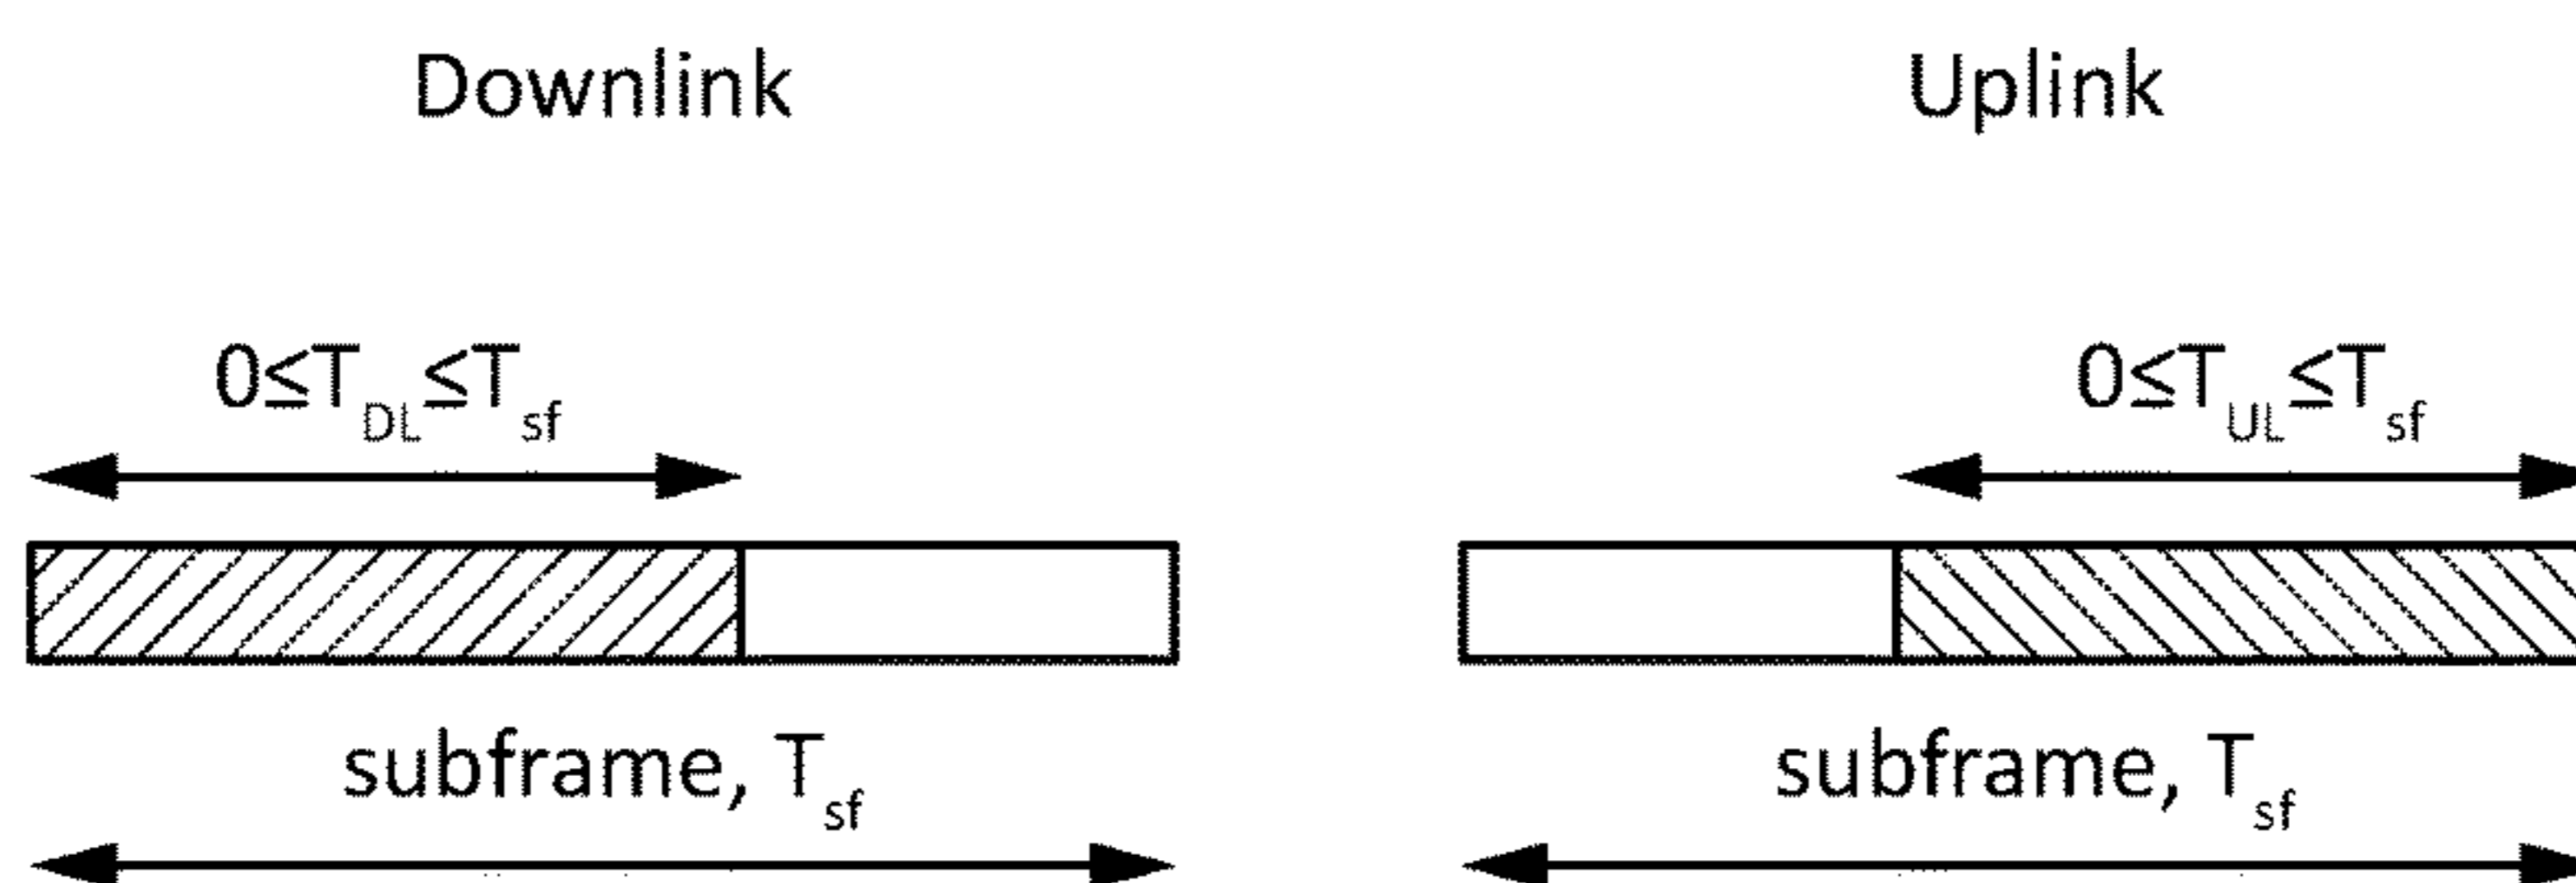 Downlink
Uplink
0≤T_DL≤T_sf
0≤T_UL≤T_sf
subframe, T_sf
subframe, T_sf